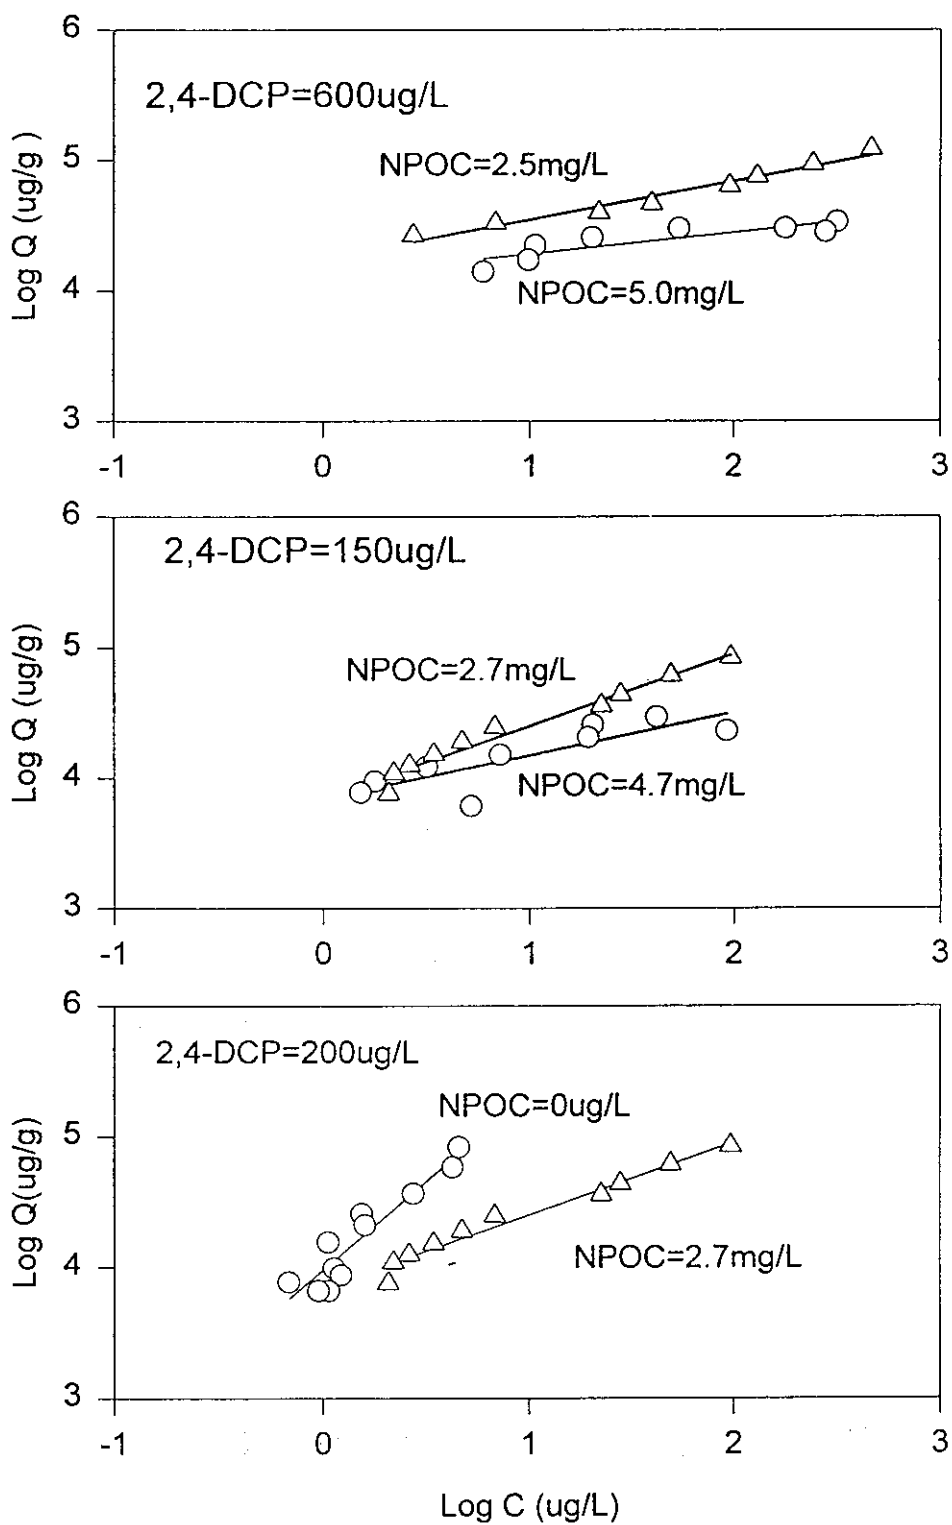 6
2,4-DCP=600ug/L
NPOC=2.5mg/L
5
Log Q (ug/g )
4
NPOC=5.0mg/L
3
-1 0 1 2 3
6
2,4-DCP=150ug/L
5
NPOC=2.7mg/L
Log Q (ug/g)
4
NPOC=4.7mg/L
3
-1 0 1 2 3
6
2,4-DCP=200ug/L
NPOC=0ug/L
5
Log Q(ug/g)
4
NPOC=2.7mg/L
3
-1 0 1 2 3
Log C (ug/L)